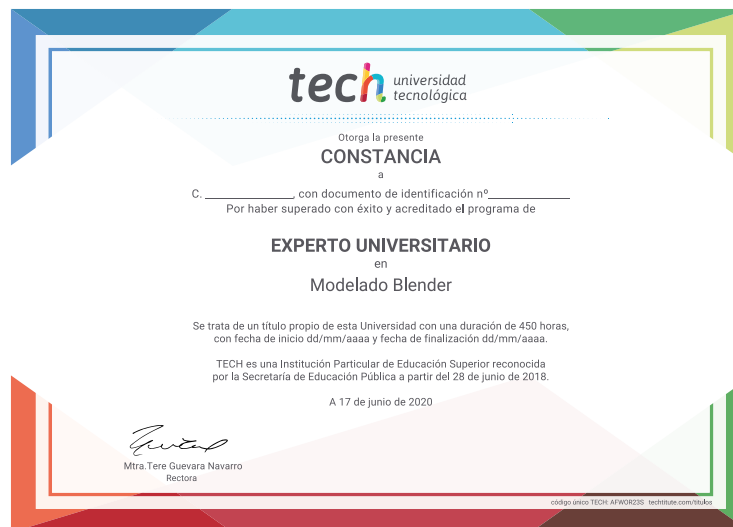 tech universidad
tecnológica
Otorga la presente
CONSTANCIA
a
C. ______________, con documento de identificación nº______________
Por haber superado con éxito y acreditado el programa de
EXPERTO UNIVERSITARIO
en
Modelado Blender
Se trata de un título propio de esta Universidad con una duración de 450 horas,
con fecha de inicio dd/mm/aaaa y fecha de finalización dd/mm/aaaa.
TECH es una Institución Particular de Educación Superior reconocida
por la Secretaría de Educación Pública a partir del 28 de junio de 2018.
A 17 de junio de 2020
Mtra.Tere Guevara Navarro
Rectora
código único TECH: AFWOR23S techtitute.com/titulos